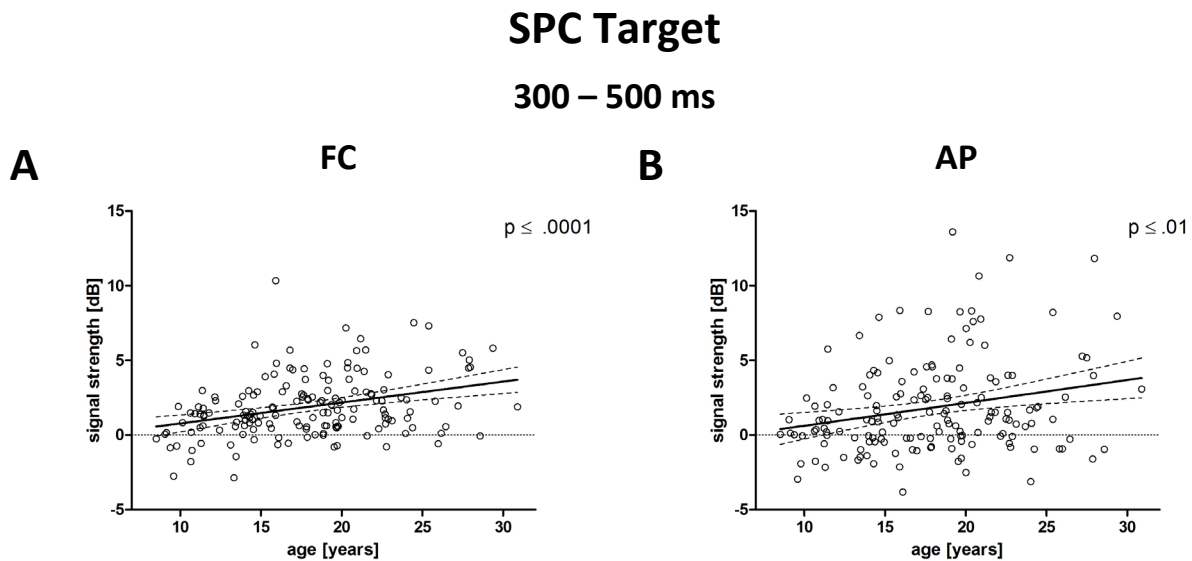 SPC Target
300 – 500 ms
A
FC
15
10
5
0
-5
signal strength [dB]
p ≤ .0001
10
15
20
25
30
age [years]
B
AP
15
10
5
0
-5
signal strength [dB]
p ≤ .01
10
15
20
25
30
age [years]